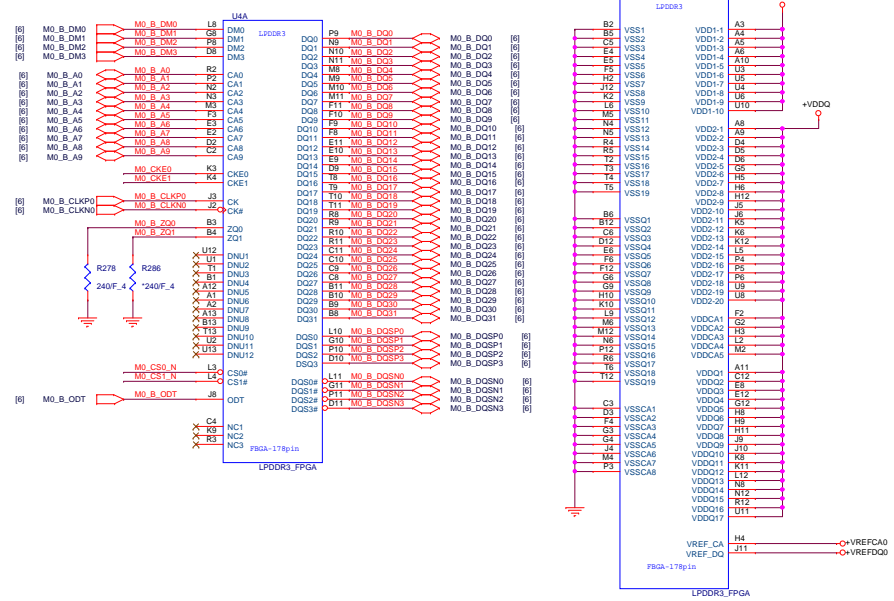 U4A
LPDDR3
[6] M0_B_DM0 M0_B_DM0 L8 DM0
[6] M0_B_DM1 M0_B_DM1 G8 DM1
[6] M0_B_DM2 M0_B_DM2 P8 DM2
[6] M0_B_DM3 M0_B_DM3 D8 DM3
[6] M0_B_A0 M0_B_A0 R2 CA0
[6] M0_B_A1 M0_B_A1 P2 CA1
[6] M0_B_A2 M0_B_A2 N2 CA2
[6] M0_B_A3 M0_B_A3 N3 CA3
[6] M0_B_A4 M0_B_A4 M3 CA4
[6] M0_B_A5 M0_B_A5 F3 CA5
[6] M0_B_A6 M0_B_A6 E3 CA6
[6] M0_B_A7 M0_B_A7 E2 CA7
[6] M0_B_A8 M0_B_A8 D2 CA8
[6] M0_B_A9 M0_B_A9 C2 CA9
M0_CKE0 K3 CKE0
M0_CKE1 K4 CKE1
[6] M0_B_CLKP0 M0_B_CLKP0 J3 CK
[6] M0_B_CLKN0 M0_B_CLKN0 J2 CK#
M0_B_ZQ0 B3 ZQ0
M0_B_ZQ1 B4 ZQ1
R278
240/F_4
R286
*240/F_4
U12 DNU1
U1 DNU2
T1 DNU3
B1 DNU4
A12 DNU5
A1 DNU6
A2 DNU7
A13 DNU8
B13 DNU9
T13 DNU10
U2 DNU11
U13 DNU12
M0_CS0_N L3 CS0#
M0_CS1_N L4 CS1#
[6] M0_B_ODT M0_B_ODT J8 ODT
C4 NC1
K9 NC2
R3 NC3
DQ0 P9 M0_B_DQ0 M0_B_DQ0 [6]
DQ1 N9 M0_B_DQ1 M0_B_DQ1 [6]
DQ2 N10 M0_B_DQ2 M0_B_DQ2 [6]
DQ3 N11 M0_B_DQ3 M0_B_DQ3 [6]
DQ4 M8 M0_B_DQ4 M0_B_DQ4 [6]
DQ5 M9 M0_B_DQ5 M0_B_DQ5 [6]
DQ6 M10 M0_B_DQ6 M0_B_DQ6 [6]
DQ7 M11 M0_B_DQ7 M0_B_DQ7 [6]
DQ8 F11 M0_B_DQ8 M0_B_DQ8 [6]
DQ9 F10 M0_B_DQ9 M0_B_DQ9 [6]
DQ10 F9 M0_B_DQ10 M0_B_DQ10 [6]
DQ11 F8 M0_B_DQ11 M0_B_DQ11 [6]
DQ12 E11 M0_B_DQ12 M0_B_DQ12 [6]
DQ13 E10 M0_B_DQ13 M0_B_DQ13 [6]
DQ14 E9 M0_B_DQ14 M0_B_DQ14 [6]
DQ15 D9 M0_B_DQ15 M0_B_DQ15 [6]
DQ16 T8 M0_B_DQ16 M0_B_DQ16 [6]
DQ17 T9 M0_B_DQ17 M0_B_DQ17 [6]
DQ18 T10 M0_B_DQ18 M0_B_DQ18 [6]
DQ19 T11 M0_B_DQ19 M0_B_DQ19 [6]
DQ20 R8 M0_B_DQ20 M0_B_DQ20 [6]
DQ21 R9 M0_B_DQ21 M0_B_DQ21 [6]
DQ22 R10 M0_B_DQ22 M0_B_DQ22 [6]
DQ23 R11 M0_B_DQ23 M0_B_DQ23 [6]
DQ24 C11 M0_B_DQ24 M0_B_DQ24 [6]
DQ25 C10 M0_B_DQ25 M0_B_DQ25 [6]
DQ26 C9 M0_B_DQ26 M0_B_DQ26 [6]
DQ27 C8 M0_B_DQ27 M0_B_DQ27 [6]
DQ28 B11 M0_B_DQ28 M0_B_DQ28 [6]
DQ29 B10 M0_B_DQ29 M0_B_DQ29 [6]
DQ30 B9 M0_B_DQ30 M0_B_DQ30 [6]
DQ31 B8 M0_B_DQ31 M0_B_DQ31 [6]
DQS0 L10 M0_B_DQSP0 M0_B_DQSP0 [6]
DQS1 G10 M0_B_DQSP1 M0_B_DQSP1 [6]
DQS2 P10 M0_B_DQSP2 M0_B_DQSP2 [6]
DSQ3 D10 M0_B_DQSP3 M0_B_DQSP3 [6]
DQS0# L11 M0_B_DQSN0 M0_B_DQSN0 [6]
DQS1# G11 M0_B_DQSN1 M0_B_DQSN1 [6]
DQS2# P11 M0_B_DQSN2 M0_B_DQSN2 [6]
DQS3# D11 M0_B_DQSN3 M0_B_DQSN3 [6]
FBGA-178pin
LPDDR3_FPGA
LPDDR3
B2 VSS1
B5 VSS2
C5 VSS3
E4 VSS4
E5 VSS5
F5 VSS6
H2 VSS7
J12 VSS8
K2 VSS9
L6 VSS10
M5 VSS11
N4 VSS12
N5 VSS13
R4 VSS14
R5 VSS15
T2 VSS16
T3 VSS17
T4 VSS18
T5 VSS19
B6 VSSQ1
B12 VSSQ2
C6 VSSQ3
D12 VSSQ4
E6 VSSQ5
F6 VSSQ6
F12 VSSQ7
G6 VSSQ8
G9 VSSQ9
H10 VSSQ10
K10 VSSQ11
L9 VSSQ12
M6 VSSQ13
M12 VSSQ14
N6 VSSQ15
P12 VSSQ16
R6 VSSQ17
T6 VSSQ18
T12 VSSQ19
C3 VSSCA1
D3 VSSCA2
F4 VSSCA3
G3 VSSCA4
G4 VSSCA5
J4 VSSCA6
M4 VSSCA7
P3 VSSCA8
VDD1-1 A3
VDD1-2 A4
VDD1-3 A5
VDD1-4 A6
VDD1-5 A10
VDD1-6 U3
VDD1-7 U5
VDD1-8 U4
VDD1-9 U6
VDD1-10 U10
+VDDQ
VDD2-1 A8
VDD2-2 A9
VDD2-3 D4
VDD2-4 D5
VDD2-5 D6
VDD2-6 G5
VDD2-7 H5
VDD2-8 H6
VDD2-9 H12
VDD2-10 J5
VDD2-11 J6
VDD2-12 K5
VDD2-13 K6
VDD2-14 K12
VDD2-15 L5
VDD2-16 P4
VDD2-17 P5
VDD2-18 P6
VDD2-19 U9
VDD2-20 U8
VDDCA1 F2
VDDCA2 G2
VDDCA3 H3
VDDCA4 L2
VDDCA5 M2
VDDQ1 A11
VDDQ2 C12
VDDQ3 E8
VDDQ4 E12
VDDQ5 G12
VDDQ6 H8
VDDQ7 H9
VDDQ8 H11
VDDQ9 J9
VDDQ10 J10
VDDQ11 K8
VDDQ12 K11
VDDQ13 L12
VDDQ14 N8
VDDQ15 N12
VDDQ16 R12
VDDQ17 U11
VREF_CA H4 +VREFCA0
VREF_DQ J11 +VREFDQ0
FBGA-178pin
LPDDR3_FPGA